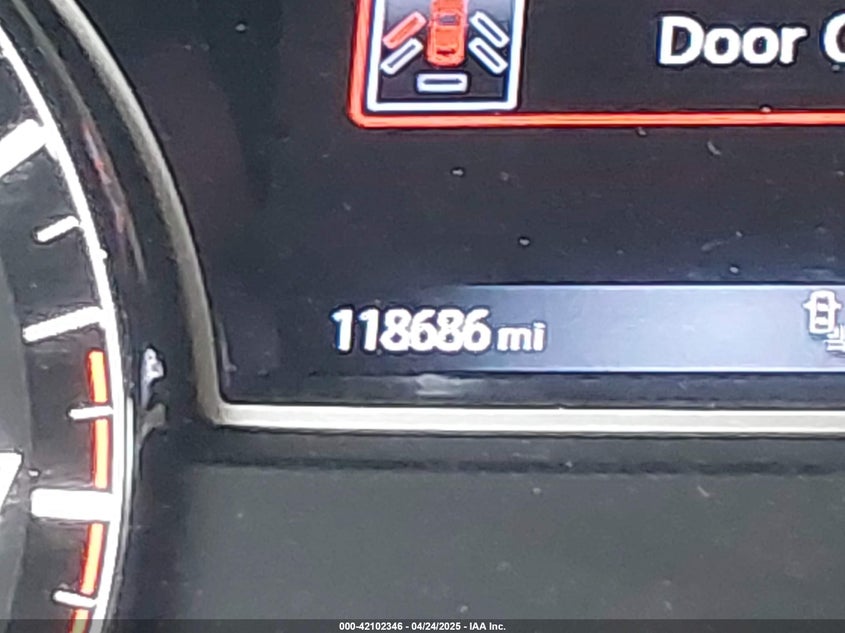 Door
118686 mi
000-42102346 - 04/24/2025 - IAA Inc.